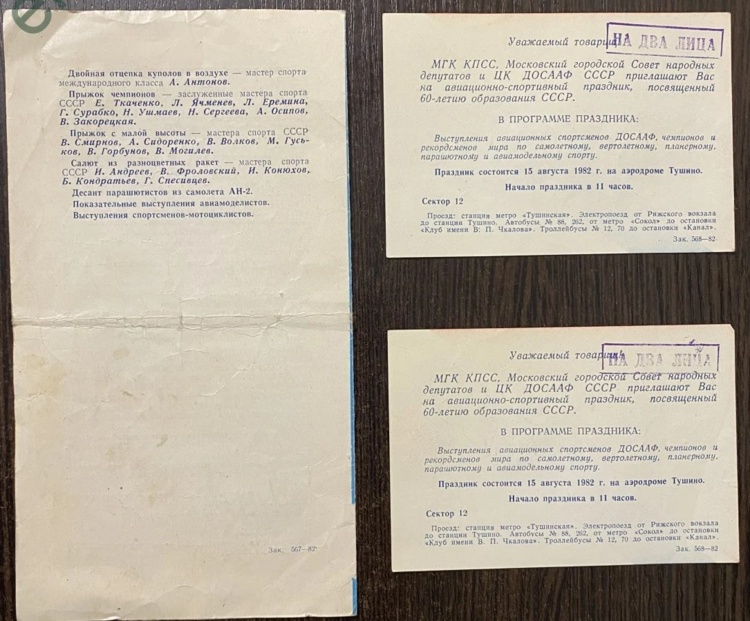 Двойная отцепка куполов в воздухе — мастер спорта
международного класса А. Антонов.
Прыжок чемпионов — заслуженные мастера спорта
СССР Е. Ткаченко, Л. Ячменев, Л. Еремина,
Г. Сурабко, Н. Ушмаев, Н. Сергеева, А. Осипов,
В. Закорецкая.
Прыжок с малой высоты — мастера спорта СССР
В. Смирнов, А. Сидоренко, В. Волков, М. Гусь-
ков, В. Горбунов, В. Могилев.
Салют из разноцветных ракет — мастера спорта
СССР И. Андреев, В. Фроловский, И. Конюхов,
Б. Кондратьев, Г. Спесивцев.
Десант парашютистов из самолета АН-2.
Показательные выступления авиамоделистов.
Выступления спортсменов-мотоциклистов.
Зак. 567—82
Уважаемый товарищ!
НА ДВА ЛИЦА
МГК КПСС, Московский городской Совет народных
депутатов и ЦК ДОСААФ СССР приглашают Вас
на авиационно-спортивный праздник, посвященный
60-летию образования СССР.
В ПРОГРАММЕ ПРАЗДНИКА:
Выступления авиационных спортсменов ДОСААФ, чемпионов и
рекордсменов мира по самолетному, вертолетному, планерному,
парашютному и авиамодельному спорту.
Праздник состоится 15 августа 1982 г. на аэродроме Тушино.
Начало праздника в 11 часов.
Сектор 12
Проезд: станция метро «Тушинская». Электропоезд от Рижского вокзала
до станции Тушино. Автобусы № 88, 262, от метро «Сокол» до остановки
«Клуб имени В. П. Чкалова». Троллейбусы № 12, 70 до остановки «Канал».
Зак. 568—82
Уважаемый товарищ!
НА ДВА ЛИЦА
МГК КПСС, Московский городской Совет народных
депутатов и ЦК ДОСААФ СССР приглашают Вас
на авиационно-спортивный праздник, посвященный
60-летию образования СССР.
В ПРОГРАММЕ ПРАЗДНИКА:
Выступления авиационных спортсменов ДОСААФ, чемпионов и
рекордсменов мира по самолетному, вертолетному, планерному,
парашютному и авиамодельному спорту.
Праздник состоится 15 августа 1982 г. на аэродроме Тушино.
Начало праздника в 11 часов.
Сектор 12
Проезд: станция метро «Тушинская». Электропоезд от Рижского вокзала
до станции Тушино. Автобусы № 88, 262, от метро «Сокол» до остановки
«Клуб имени В. П. Чкалова». Троллейбусы № 12, 70 до остановки «Канал».
Зак. 568—82